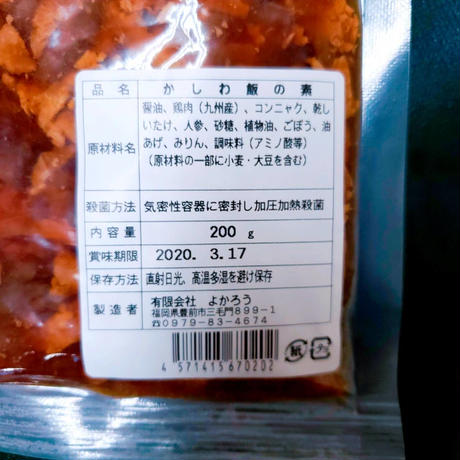 品名 かしわ飯の素
原材料名 醤油、鶏肉（九州産）、コンニャク、乾し
いたけ、人参、砂糖、植物油、ごぼう、油
あげ、みりん、調味料（アミノ酸等）
（原材料の一部に小麦・大豆を含む）
殺菌方法 気密性容器に密封し加圧加熱殺菌
内容量 200g
賞味期限 2020. 3.17
保存方法 直射日光、高温多湿を避け保存
製造者 有限会社 よかろう
福岡県豊前市三毛門899-1
☎0979-83-4674
4571415670202
紙 プラ